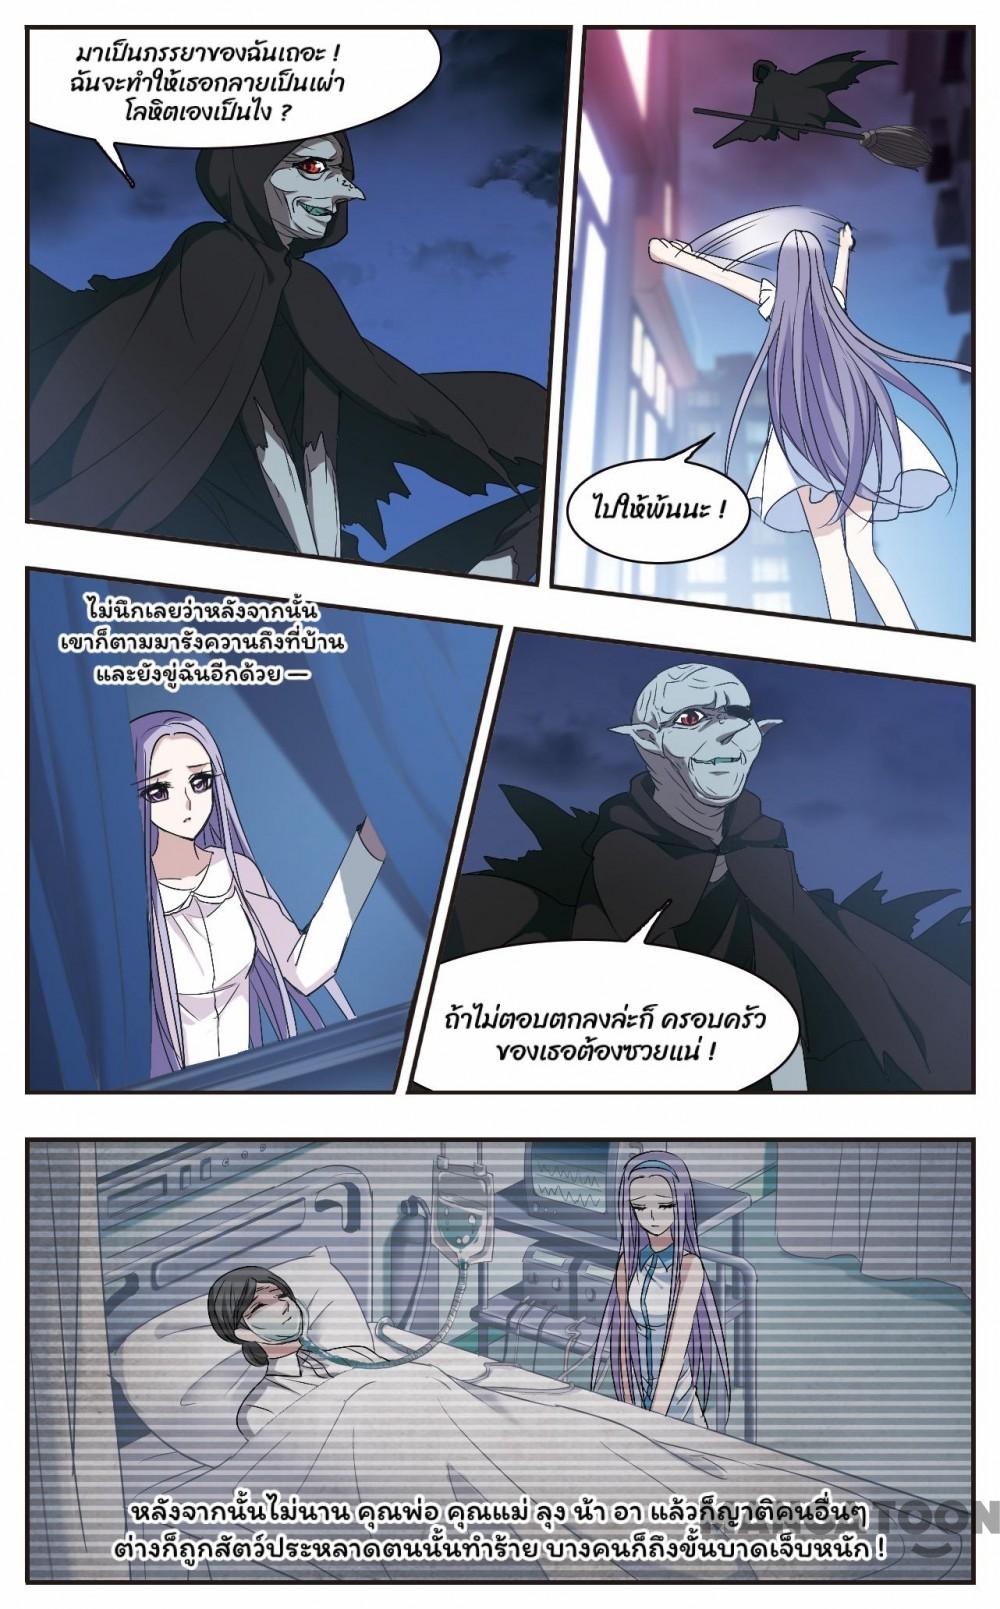 มาเป็นภรรยาของฉันเถอะ !
ฉันจะทำให้เธอกลายเป็นเผ่า
โลหิตเองเป็นไง ?
ไปให้พ้นนะ !
ไม่นึกเลยว่าหลังจากนั้น
เขาก็ตามมารังควานถึงที่บ้าน
และยังขู่ฉันอีกด้วย —
ถ้าไม่ตอบตกลงล่ะก็ ครอบครัว
ของเธอต้องซวยแน่ !
หลังจากนั้นไม่นาน คุณพ่อ คุณแม่ ลุง น้า อา แล้วก็ญาติคนอื่นๆ
ต่างก็ถูกสัตว์ประหลาดตนนั้นทำร้าย บางคนก็ถึงขั้นบาดเจ็บหนัก !
MANGATOON